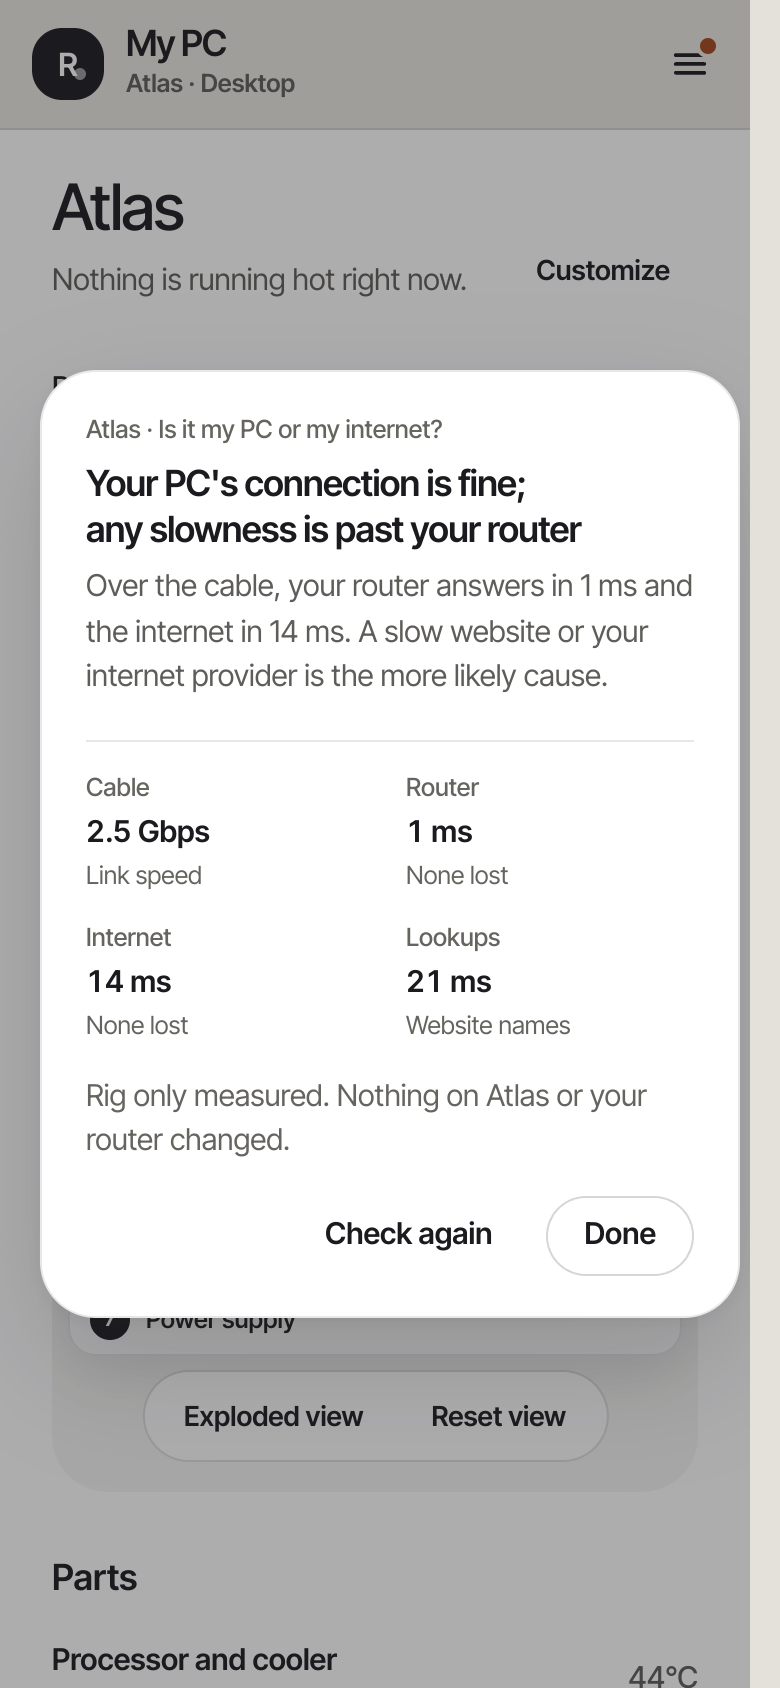 R
My PC
Atlas · Desktop
Atlas
Nothing is running hot right now.
Customize
Atlas · Is it my PC or my internet?
Your PC's connection is fine;
any slowness is past your router
Over the cable, your router answers in 1 ms and
the internet in 14 ms. A slow website or your
internet provider is the more likely cause.
Cable
Router
2.5 Gbps
1 ms
Link speed
None lost
Internet
Lookups
14 ms
21 ms
None lost
Website names
Rig only measured. Nothing on Atlas or your
router changed.
Check again
Done
Power supply
Exploded view
Reset view
Parts
Processor and cooler
44°C